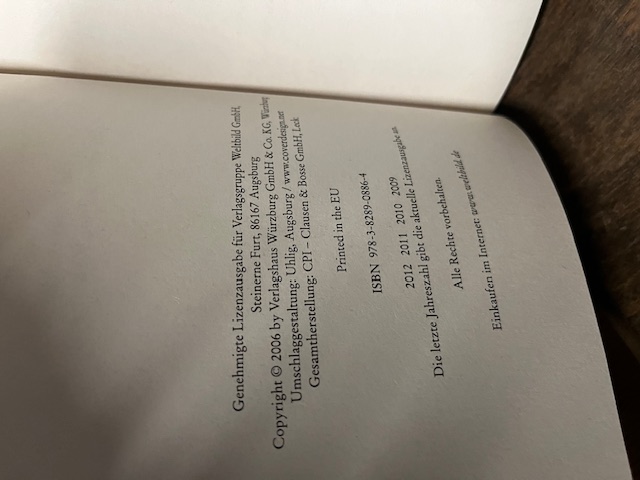 Genehmigte Lizenzausgabe für Verlagsgruppe Weltbild GmbH,
Steinerne Furt, 86167 Augsburg
Copyright © 2006 by Verlagshaus Würzburg GmbH & Co. KG, Würzburg
Umschlaggestaltung: Uhlig, Augsburg / www.coverdesign.net
Gesamtherstellung: CPI – Clausen & Bosse GmbH, Leck
Printed in the EU
ISBN 978-3-8289-0886-4
2012 2011 2010 2009
Die letzte Jahreszahl gibt die aktuelle Lizenzausgabe an.
Alle Rechte vorbehalten.
Einkaufen im Internet: www.weltbild.de